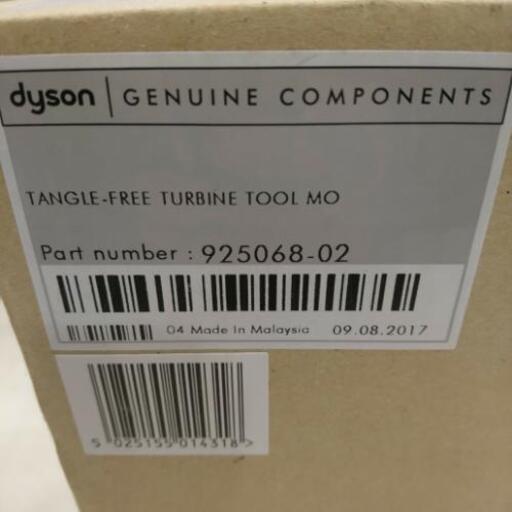 dyson | GENUINE COMPONENTS
TANGLE-FREE TURBINE TOOL MO
Part number : 925068-02
04 Made In Malaysia 09.08.2017
5 025155 014318 >